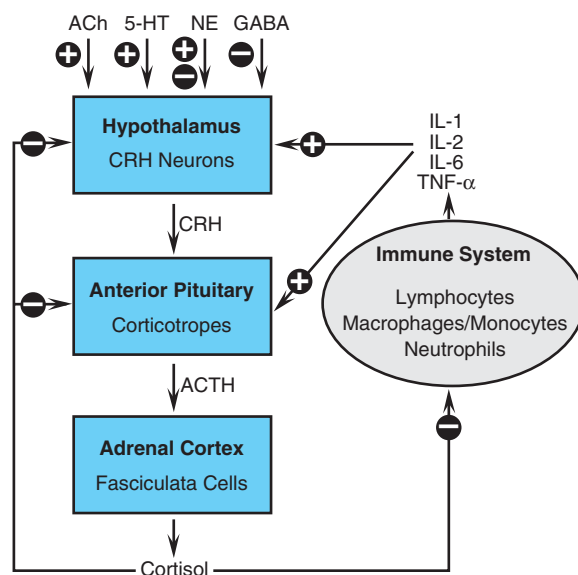 ACh 5-HT NE GABA
+ + + − −
Hypothalamus
CRH Neurons
− +
IL-1
IL-2
IL-6
TNF-α
CRH
Immune System
Lymphocytes
Macrophages/Monocytes
Neutrophils
Anterior Pituitary
Corticotropes
− +
ACTH
Adrenal Cortex
Fasciculata Cells
−
Cortisol